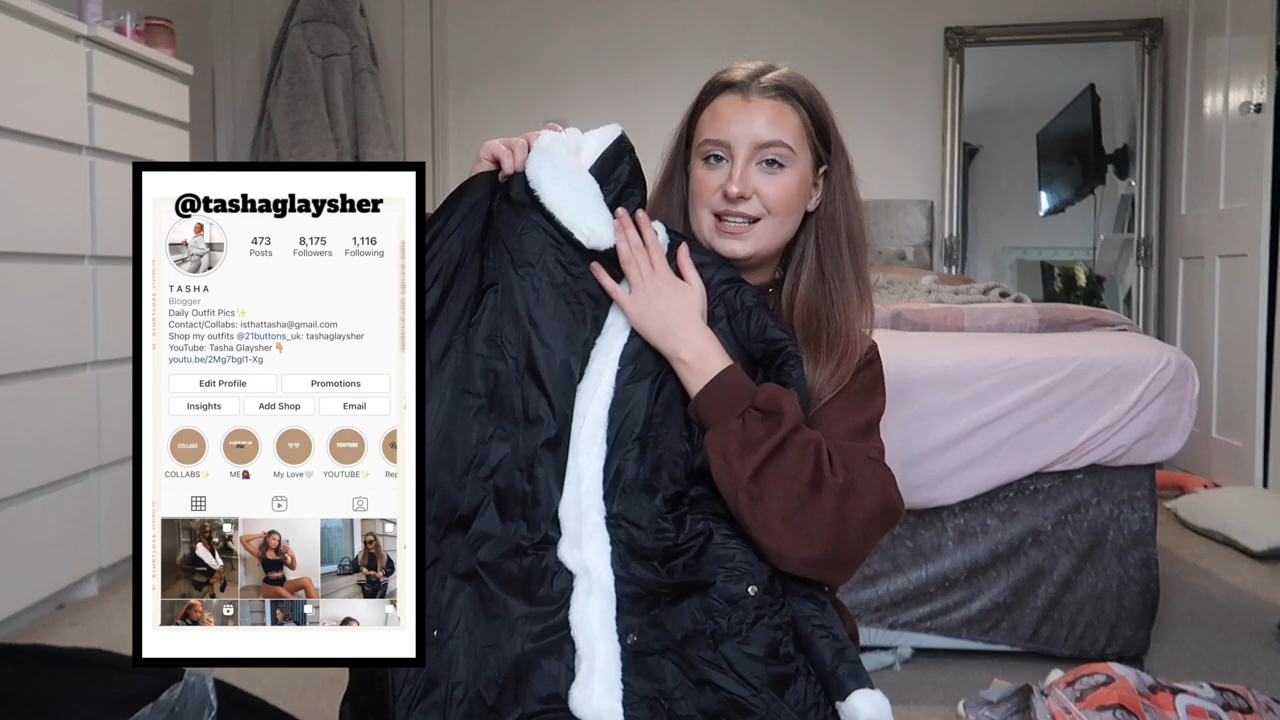 @tashaglaysher
473 8,175 1,116
Posts Followers Following
T A S H A
Blogger
Daily Outfit Pics✨
Contact/Collabs: isthattasha@gmail.com
Shop my outfits @21buttons_uk: tashaglaysher
YouTube: Tasha Glaysher 👇🏼
youtu.be/2Mg7bgl1-Xg
Edit Profile Promotions
Insights Add Shop Email
COLLABS YOUTUBE
COLLABS✨ ME My Love🤍 YOUTUBE✨ Rep